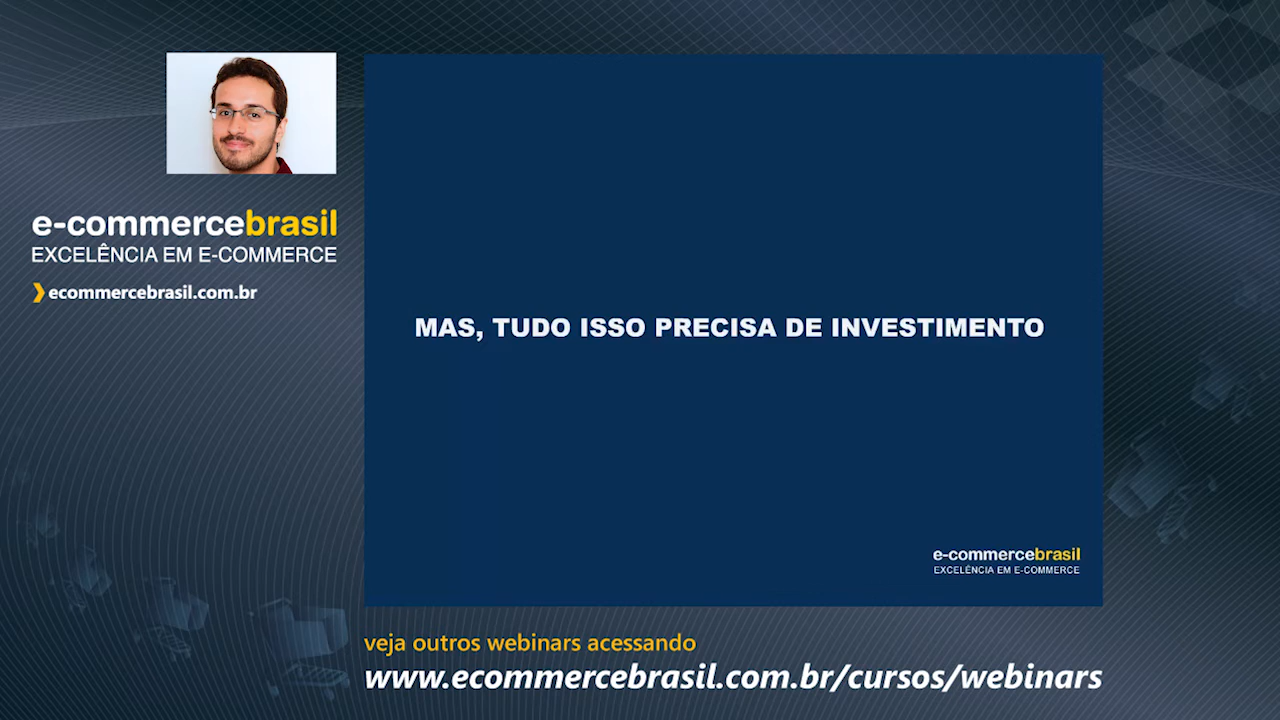 e-commercebrasil
EXCELÊNCIA EM E-COMMERCE
ecommercebrasil.com.br
MAS, TUDO ISSO PRECISA DE INVESTIMENTO
e-commercebrasil
EXCELÊNCIA EM E-COMMERCE
veja outros webinars acessando
www.ecommercebrasil.com.br/cursos/webinars